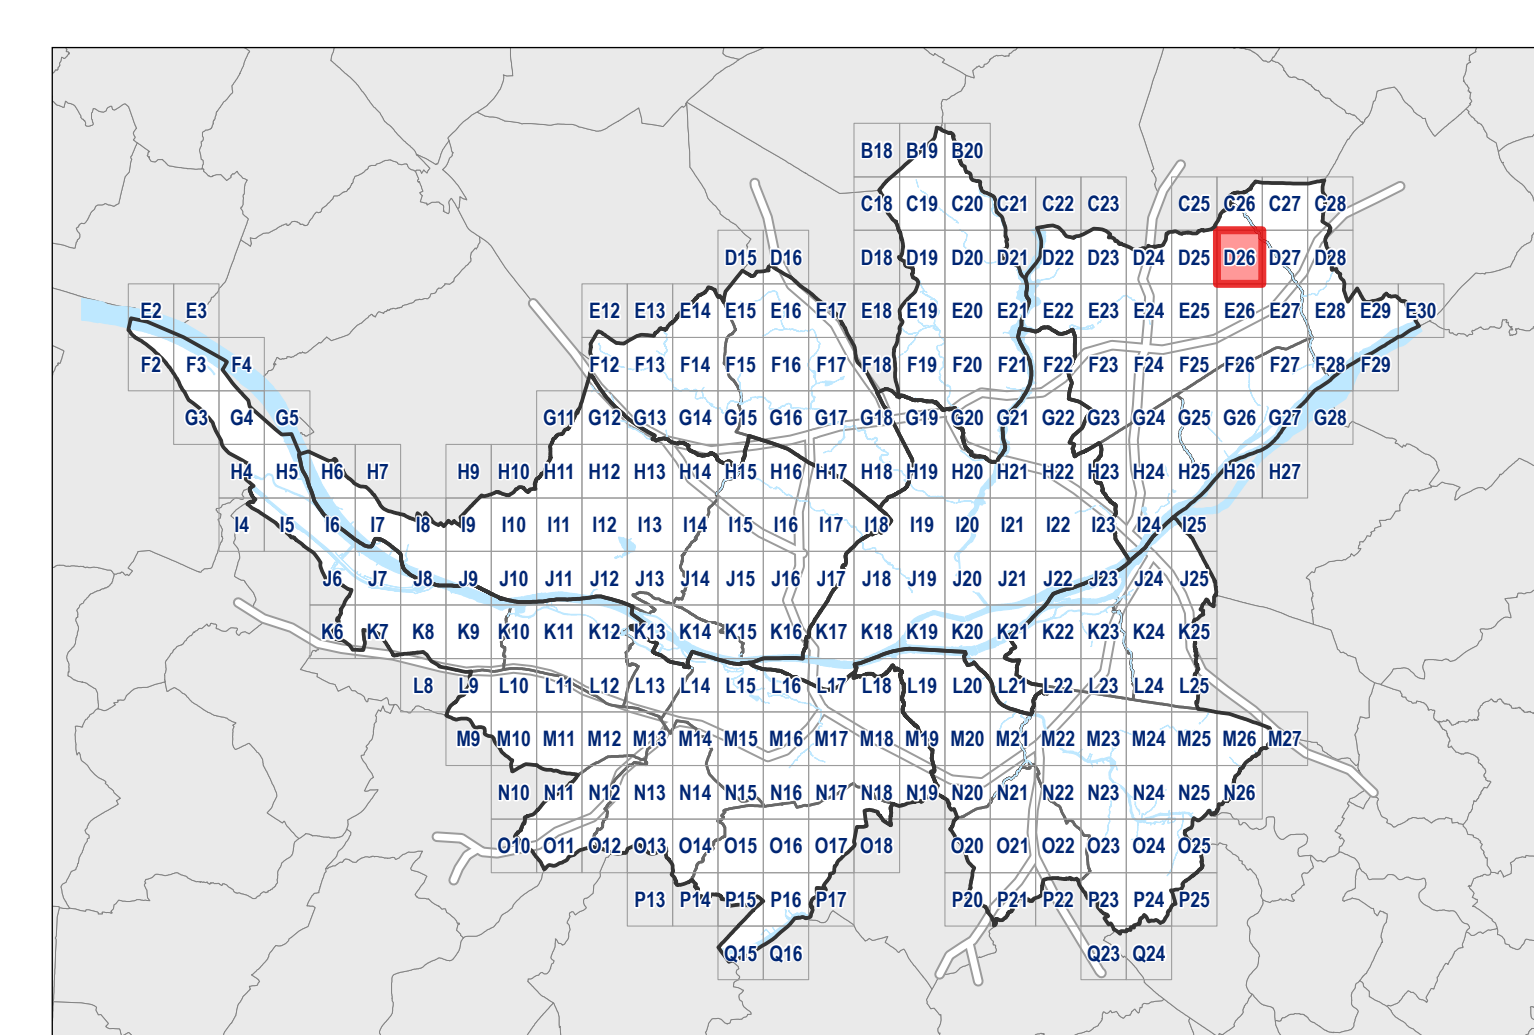 B18 B19 B20
C18 C19 C20 C21 C22 C23 C25 C26 C27 C28
D15 D16 D18 D19 D20 D21 D22 D23 D24 D25 D26 D27 D28
E2 E3 E12 E13 E14 E15 E16 E17 E18 E19 E20 E21 E22 E23 E24 E25 E26 E27 E28 E29 E30
F2 F3 F4 F12 F13 F14 F15 F16 F17 F18 F19 F20 F21 F22 F23 F24 F25 F26 F27 F28 F29
G3 G4 G5 G11 G12 G13 G14 G15 G16 G17 G18 G19 G20 G21 G22 G23 G24 G25 G26 G27 G28
H4 H5 H6 H7 H9 H10 H11 H12 H13 H14 H15 H16 H17 H18 H19 H20 H21 H22 H23 H24 H25 H26 H27
I4 I5 I6 I7 I8 I9 I10 I11 I12 I13 I14 I15 I16 I17 I18 I19 I20 I21 I22 I23 I24 I25
J6 J7 J8 J9 J10 J11 J12 J13 J14 J15 J16 J17 J18 J19 J20 J21 J22 J23 J24 J25
K6 K7 K8 K9 K10 K11 K12 K13 K14 K15 K16 K17 K18 K19 K20 K21 K22 K23 K24 K25
L8 L9 L10 L11 L12 L13 L14 L15 L16 L17 L18 L19 L20 L21 L22 L23 L24 L25
M9 M10 M11 M12 M13 M14 M15 M16 M17 M18 M19 M20 M21 M22 M23 M24 M25 M26 M27
N10 N11 N12 N13 N14 N15 N16 N17 N18 N19 N20 N21 N22 N23 N24 N25 N26
O10 O11 O12 O13 O14 O15 O16 O17 O18 O20 O21 O22 O23 O24 O25
P13 P14 P15 P16 P17 P20 P21 P22 P23 P24 P25
Q15 Q16 Q23 Q24